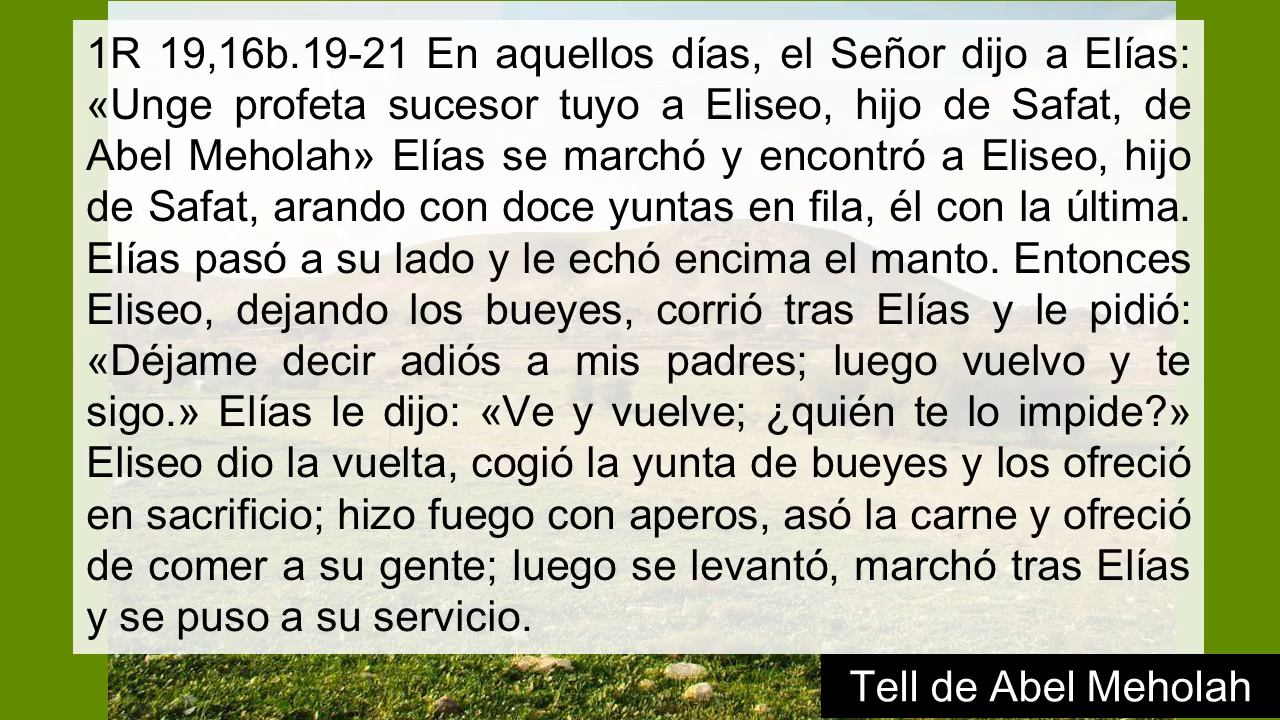 1R 19,16b.19-21 En aquellos días, el Señor dijo a Elías:
«Unge profeta sucesor tuyo a Eliseo, hijo de Safat, de
Abel Meholah» Elías se marchó y encontró a Eliseo, hijo
de Safat, arando con doce yuntas en fila, él con la última.
Elías pasó a su lado y le echó encima el manto. Entonces
Eliseo, dejando los bueyes, corrió tras Elías y le pidió:
«Déjame decir adiós a mis padres; luego vuelvo y te
sigo.» Elías le dijo: «Ve y vuelve; ¿quién te lo impide?»
Eliseo dio la vuelta, cogió la yunta de bueyes y los ofreció
en sacrificio; hizo fuego con aperos, asó la carne y ofreció
de comer a su gente; luego se levantó, marchó tras Elías
y se puso a su servicio.
Tell de Abel Meholah